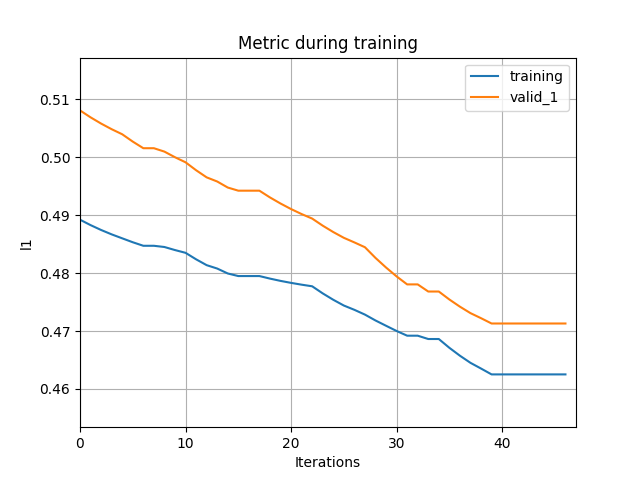 Metric during training
training
valid_1
0.51
0.50
0.49
0.48
0.47
0.46
l1
0 10 20 30 40
Iterations